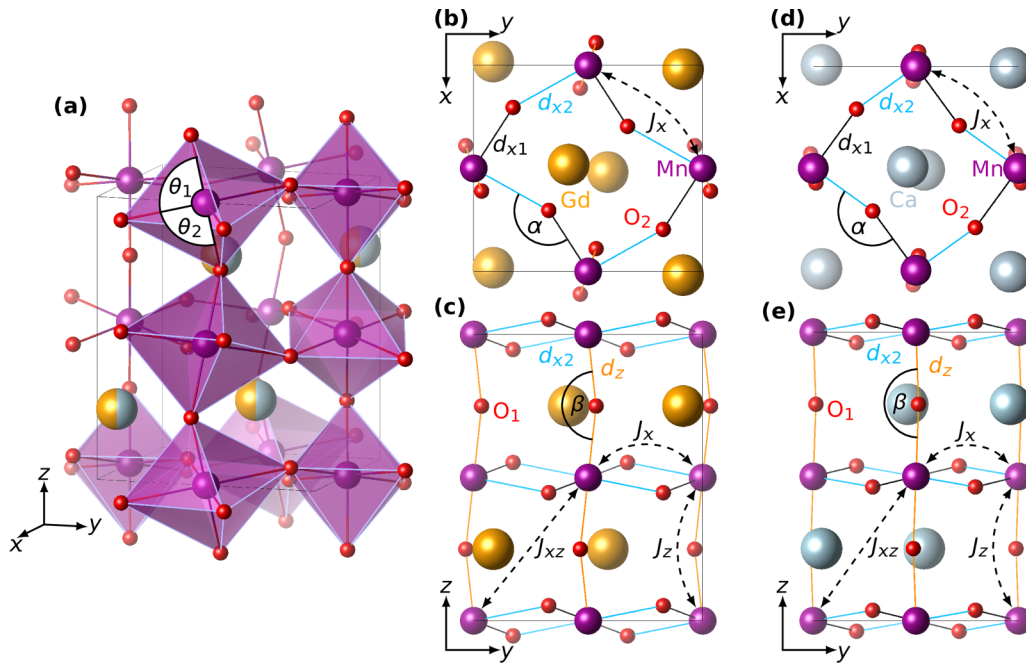 (a)
θ1
θ2
z
x
y
(b)
y
x
dx2
Jx
dx1
Mn
Gd
α
O2
(c)
dx2
dz
O1
β
Jx
Jxz
Jz
z
y
(d)
y
x
dx2
Jx
dx1
Mn
Ca
α
O2
(e)
dx2
dz
O1
β
Jx
Jxz
Jz
z
y